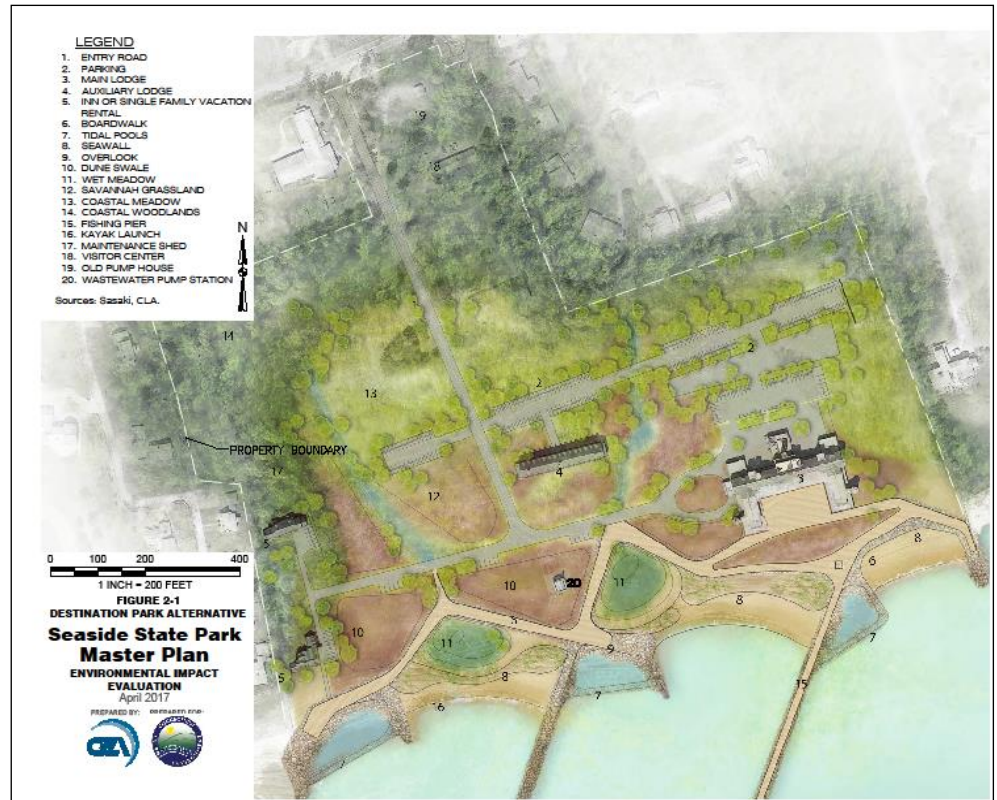 LEGEND
1. ENTRY ROAD
2. PARKING
3. MAIN LODGE
4. AUXILIARY LODGE
5. INN OR SINGLE FAMILY VACATION
RENTAL
6. BOARDWALK
7. TIDAL POOLS
8. SEAWALL
9. OVERLOOK
10. DUNE SWALE
11. WET MEADOW
12. SAVANNAH GRASSLAND
13. COASTAL MEADOW
14. COASTAL WOODLANDS
15. FISHING PIER
16. KAYAK LAUNCH
17. MAINTENANCE SHED
18. VISITOR CENTER
19. OLD PUMP HOUSE
20. WASTEWATER PUMP STATION
Sources: Sasaki, CLA.
N
19
18
14
2
2
13
PROPERTY BOUNDARY
17
12
4
3
5
8
6
0 100 200 400
1 INCH = 200 FEET
FIGURE 2-1
DESTINATION PARK ALTERNATIVE
Seaside State Park
Master Plan
ENVIRONMENTAL IMPACT
EVALUATION
April 2017
PREPARED BY: PREPARED FOR:
GZA
10
20
11
8
7
10
11
9
8
7
5
16
15
7